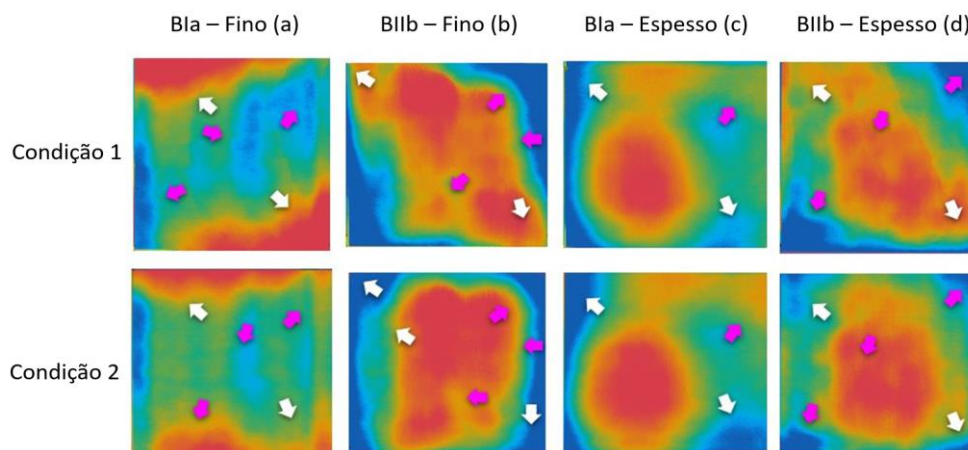 BIa – Fino (a)
BIIb – Fino (b)
BIa – Espesso (c)
BIIb – Espesso (d)
Condição 1
Condição 2